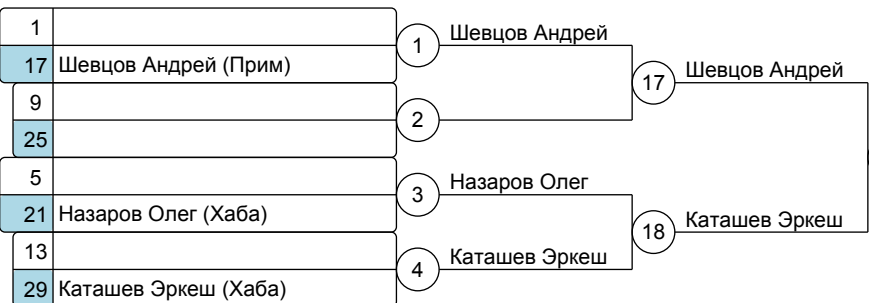 1
17 Шевцов Андрей (Прим)
9
25
5
21 Назаров Олег (Хаба)
13
29 Каташев Эркеш (Хаба)
1 Шевцов Андрей
2
3 Назаров Олег
4 Каташев Эркеш
17 Шевцов Андрей
18 Каташев Эркеш